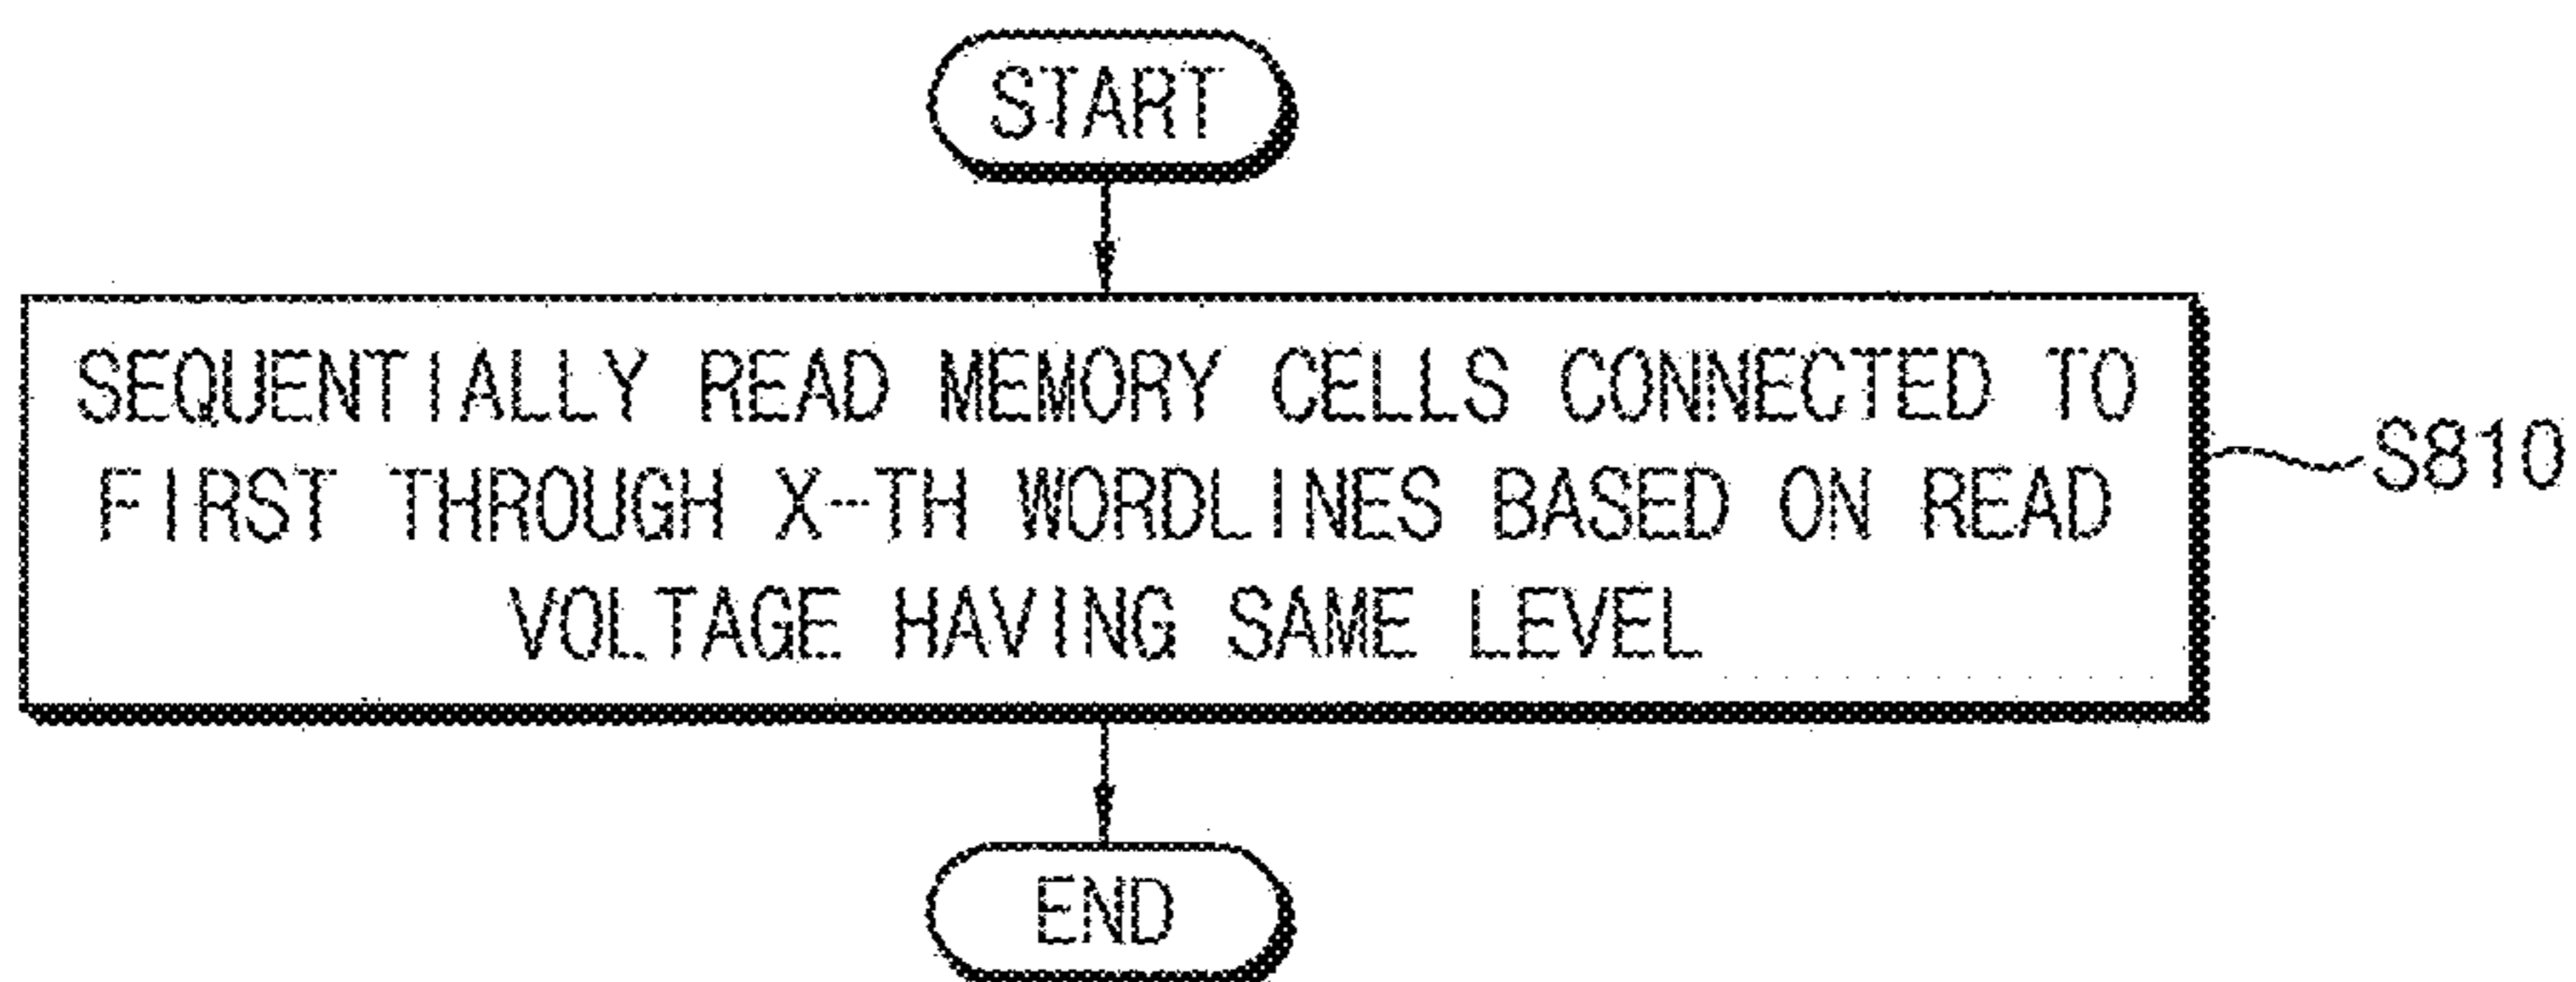 START
SEQUENTIALLY READ MEMORY CELLS CONNECTED TO
FIRST THROUGH X-TH WORDLINES BASED ON READ
VOLTAGE HAVING SAME LEVEL
S810
END